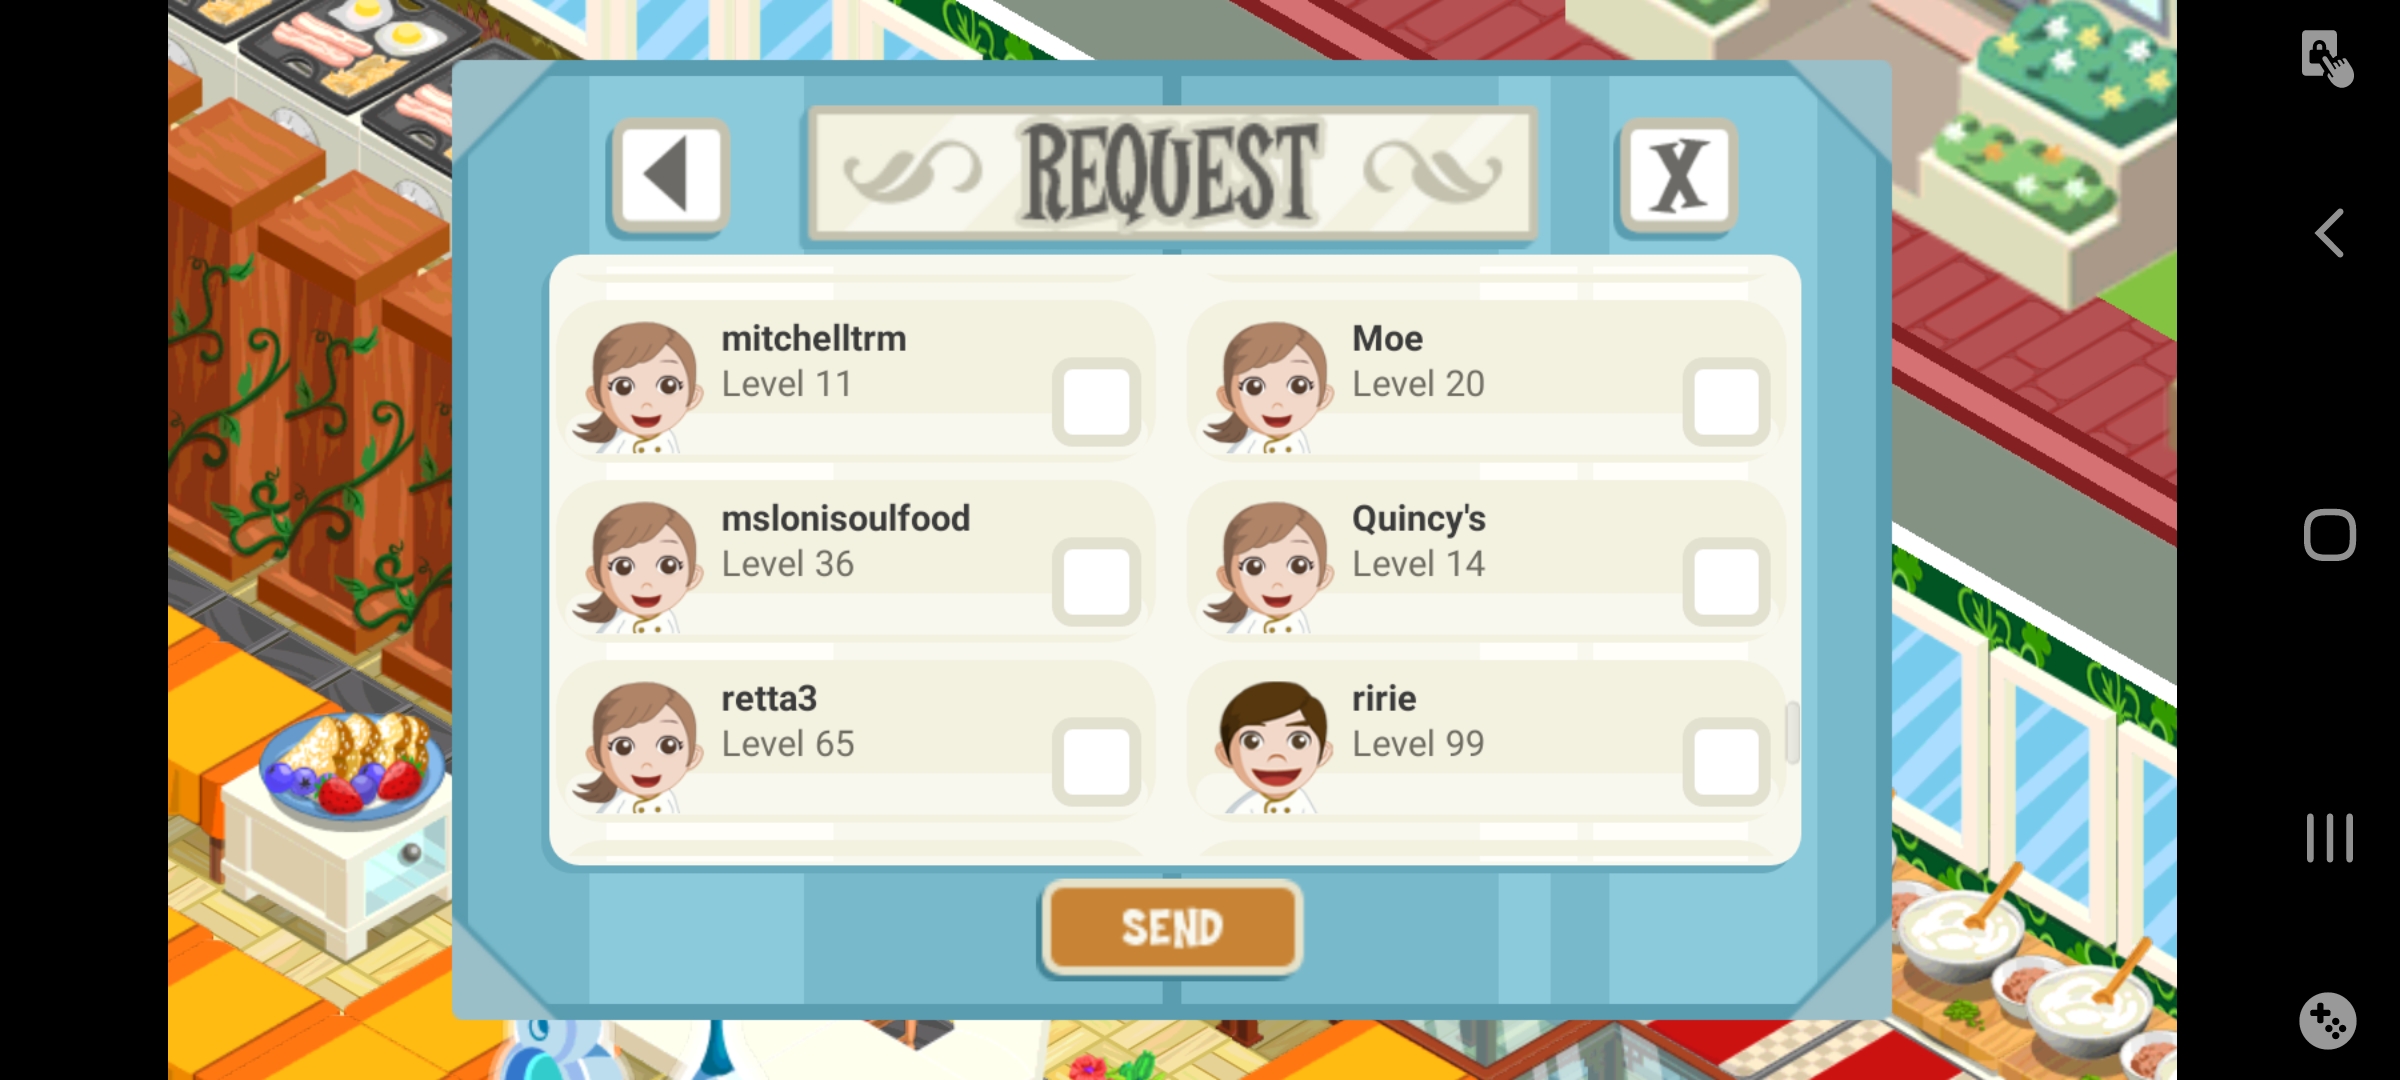 REQUEST
X
mitchelltrm
Level 11
Moe
Level 20
mslonisoulfood
Level 36
Quincy's
Level 14
retta3
Level 65
ririe
Level 99
SEND